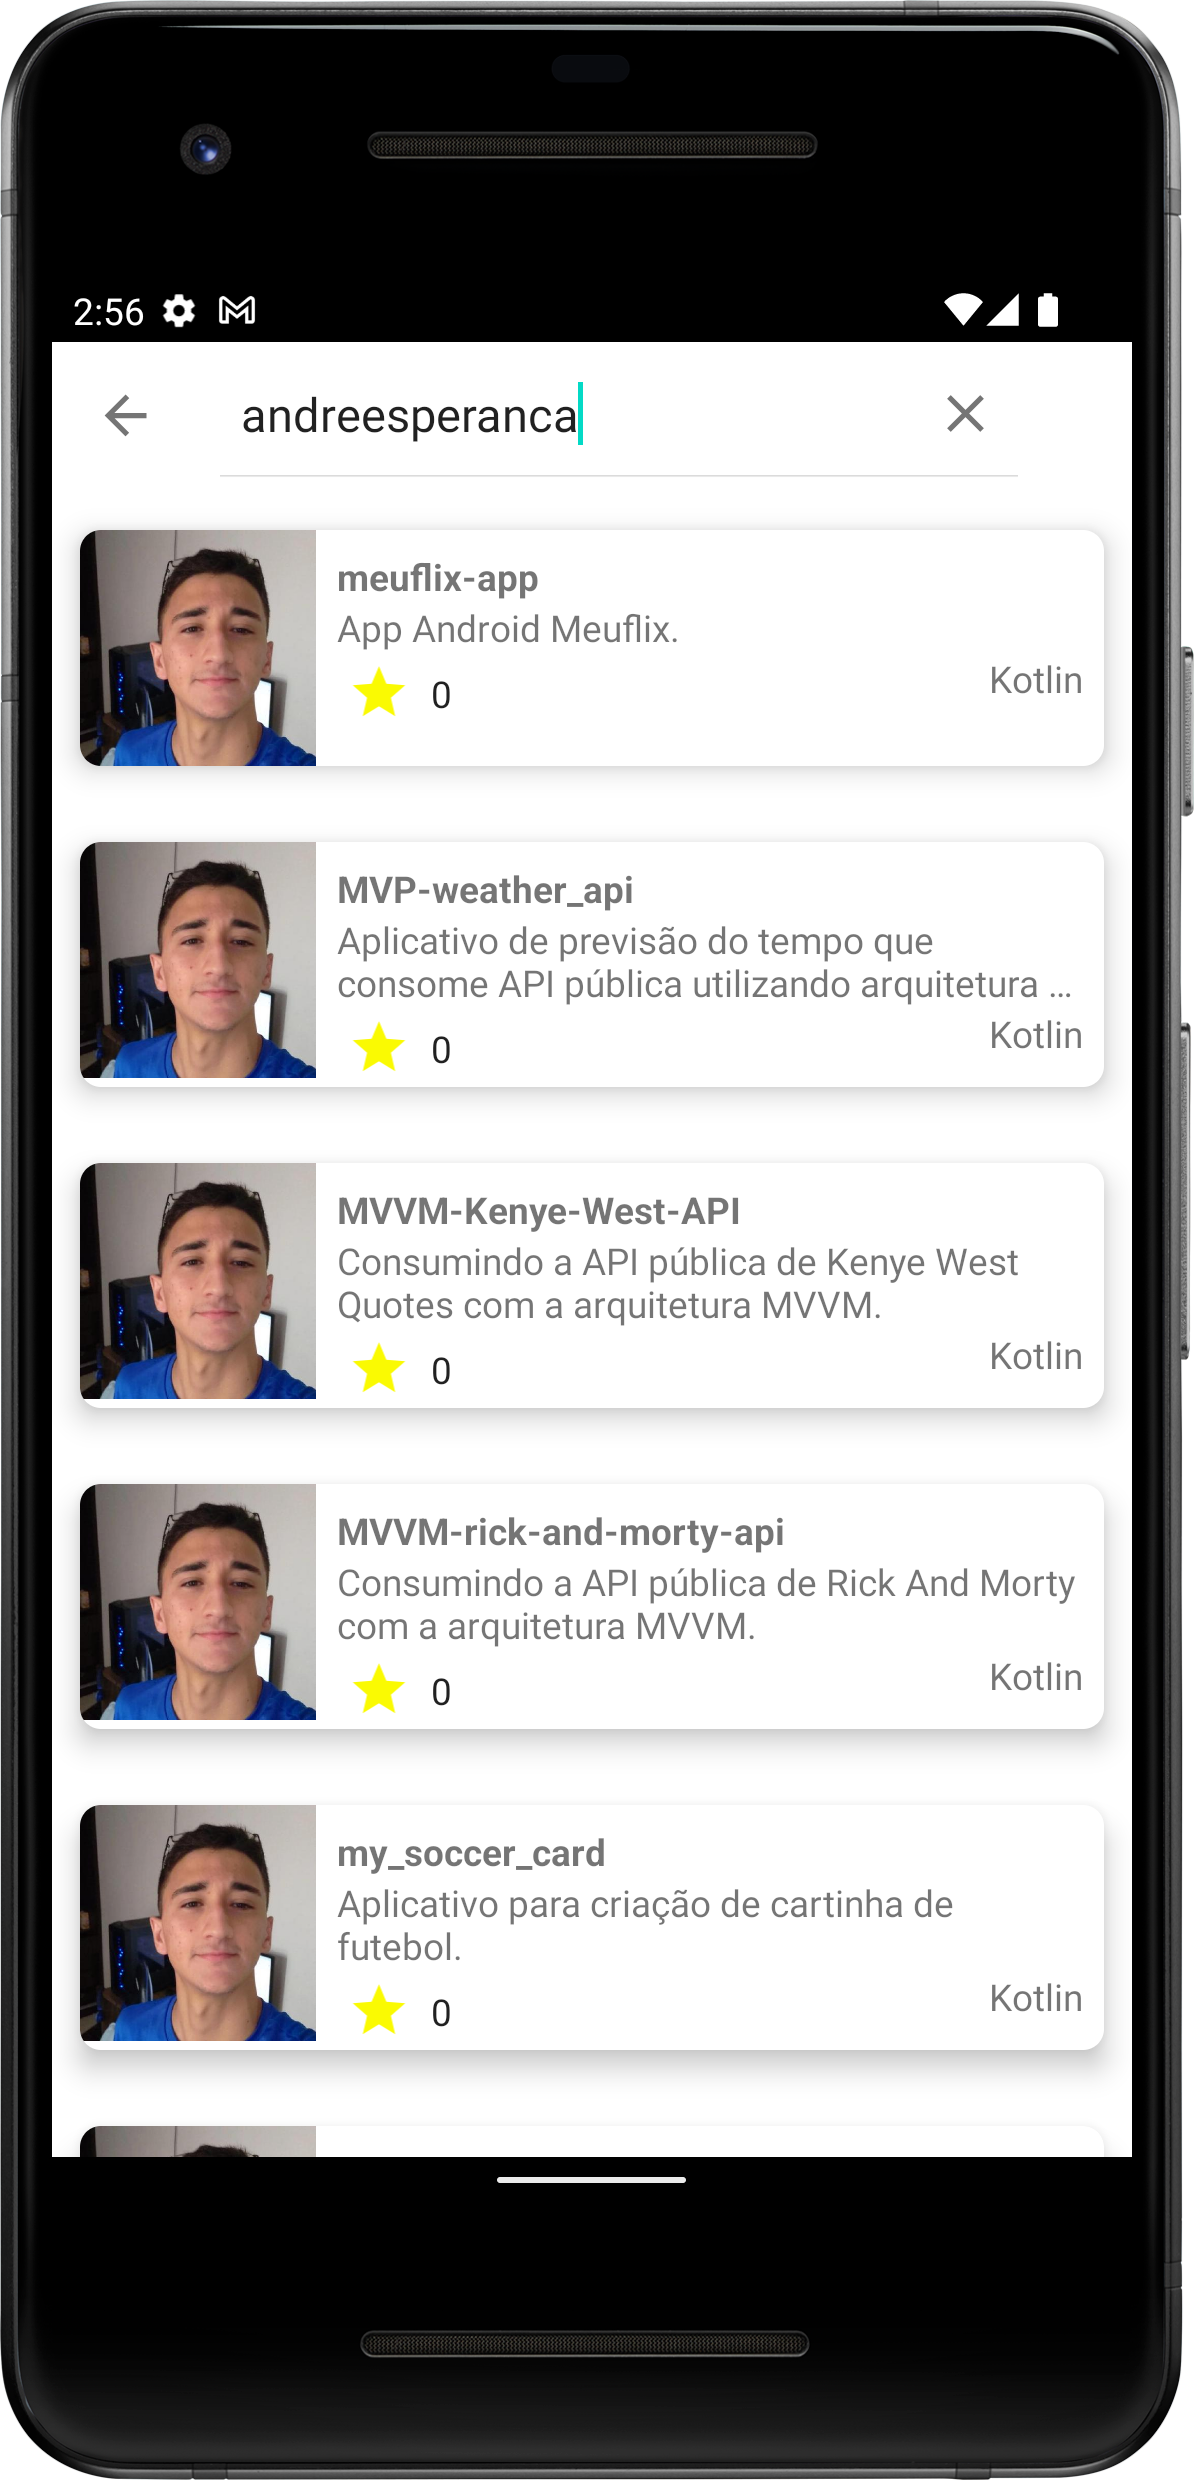 2:56
andreesperanca
meuflix-app
App Android Meuflix.
0
Kotlin
MVP-weather_api
Aplicativo de previsão do tempo que
consome API pública utilizando arquitetura ...
0
Kotlin
MVVM-Kenye-West-API
Consumindo a API pública de Kenye West
Quotes com a arquitetura MVVM.
0
Kotlin
MVVM-rick-and-morty-api
Consumindo a API pública de Rick And Morty
com a arquitetura MVVM.
0
Kotlin
my_soccer_card
Aplicativo para criação de cartinha de
futebol.
0
Kotlin